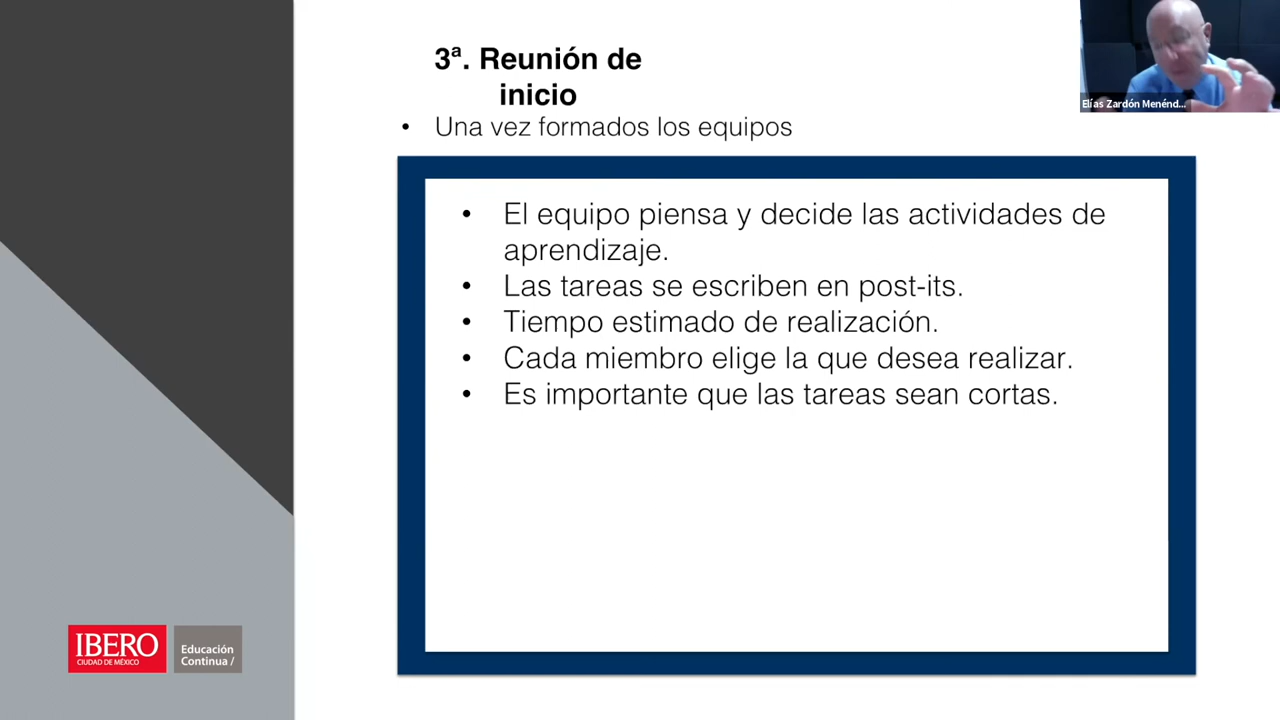 3ª. Reunión de
inicio
• Una vez formados los equipos
• El equipo piensa y decide las actividades de
aprendizaje.
• Las tareas se escriben en post-its.
• Tiempo estimado de realización.
• Cada miembro elige la que desea realizar.
• Es importante que las tareas sean cortas.
Elías Zardón Menénd...
IBERO
CIUDAD DE MÉXICO
Educación
Continua /